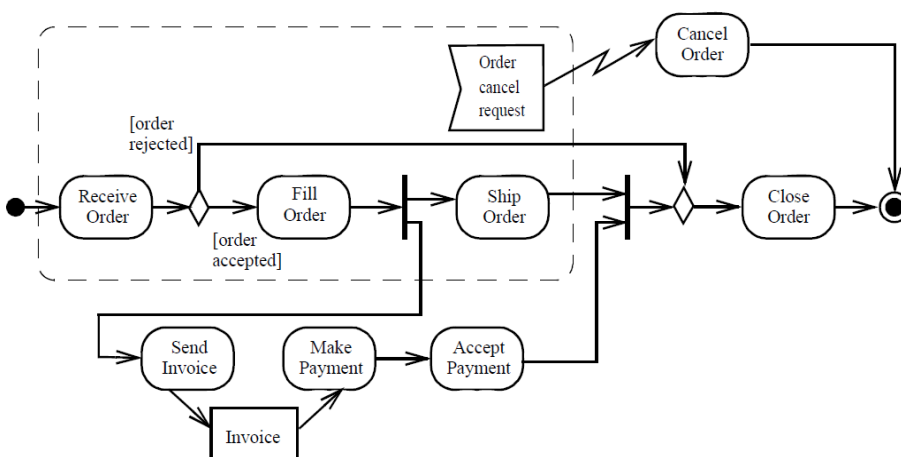 Cancel
Order
Order
cancel
request
[order
rejected]
Receive
Order
Fill
Order
Ship
Order
Close
Order
[order
accepted]
Send
Invoice
Make
Payment
Accept
Payment
Invoice